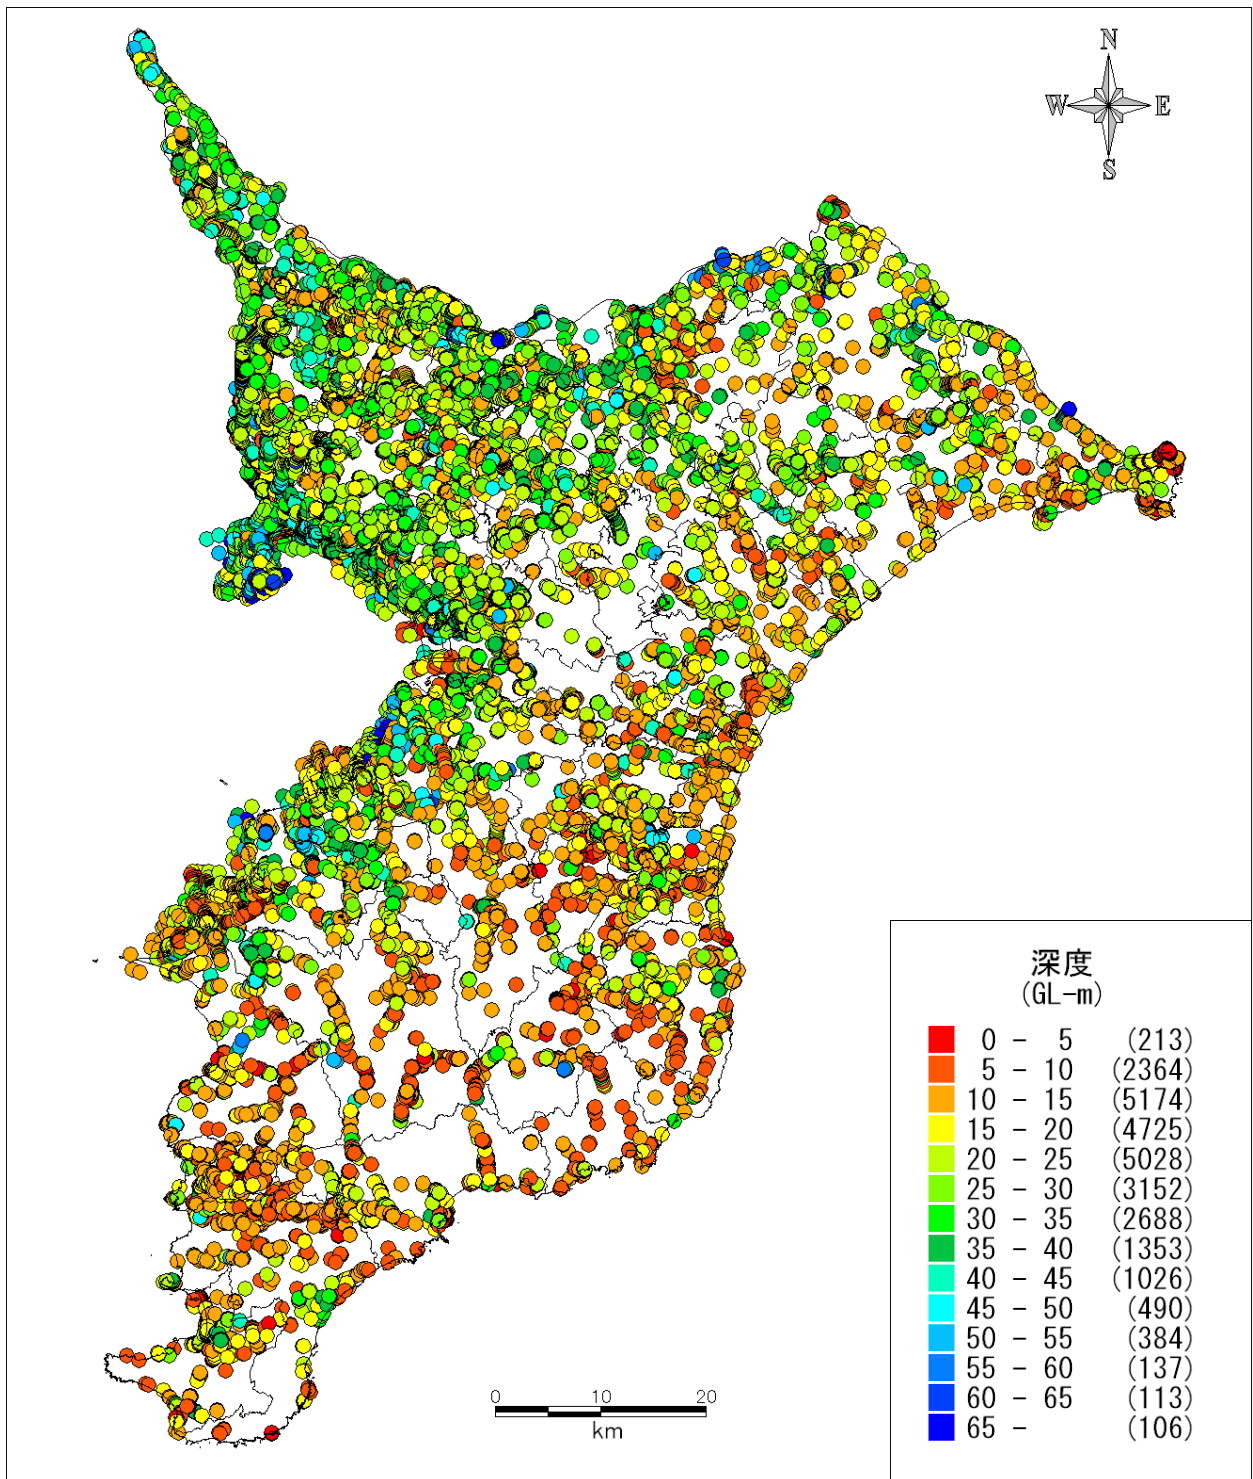 N
W E
S
深度
(GL-m)
0 - 5 (213)
5 - 10 (2364)
10 - 15 (5174)
15 - 20 (4725)
20 - 25 (5028)
25 - 30 (3152)
30 - 35 (2688)
35 - 40 (1353)
40 - 45 (1026)
45 - 50 (490)
50 - 55 (384)
55 - 60 (137)
60 - 65 (113)
65 - (106)
0 10 20
km